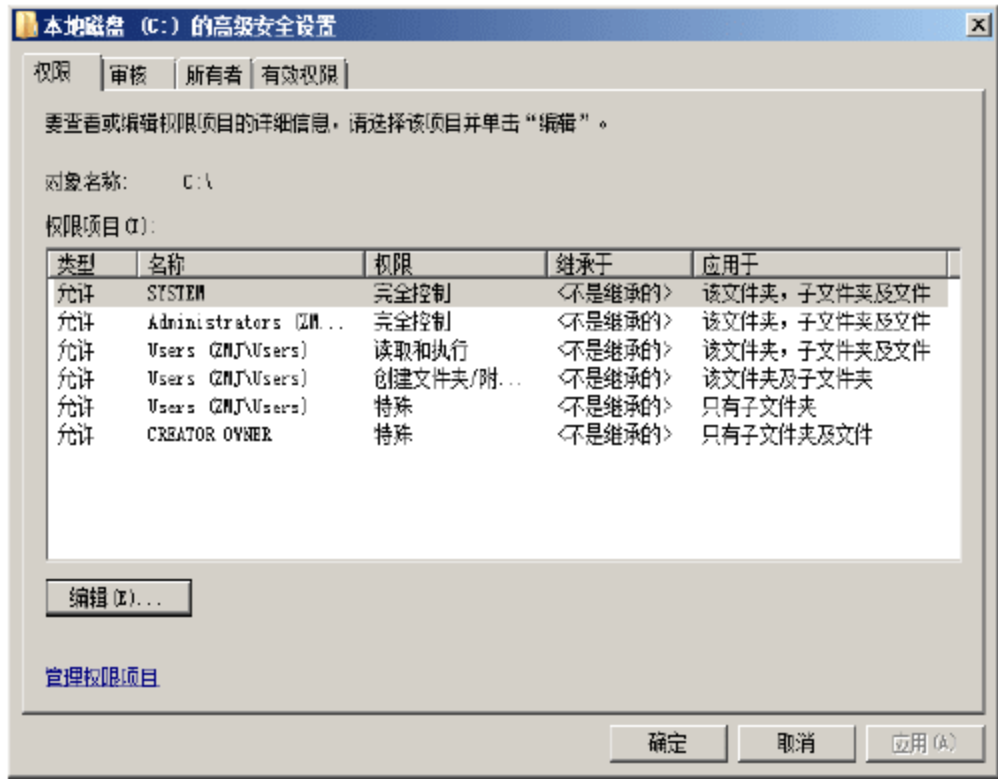 本地磁盘 (C:) 的高级安全设置
权限 审核 所有者 有效权限
要查看或编辑权限项目的详细信息，请选择该项目并单击“编辑”。
对象名称: C:\
权限项目(T):
类型 名称 权限 继承于 应用于
允许 SYSTEM 完全控制 <不是继承的> 该文件夹，子文件夹及文件
允许 Administrators (ZM... 完全控制 <不是继承的> 该文件夹，子文件夹及文件
允许 Users (ZMJ\Users) 读取和执行 <不是继承的> 该文件夹，子文件夹及文件
允许 Users (ZMJ\Users) 创建文件夹/附... <不是继承的> 该文件夹及子文件夹
允许 Users (ZMJ\Users) 特殊 <不是继承的> 只有子文件夹
允许 CREATOR OWNER 特殊 <不是继承的> 只有子文件夹及文件
编辑(E)...
管理权限项目
确定 取消 应用(A)